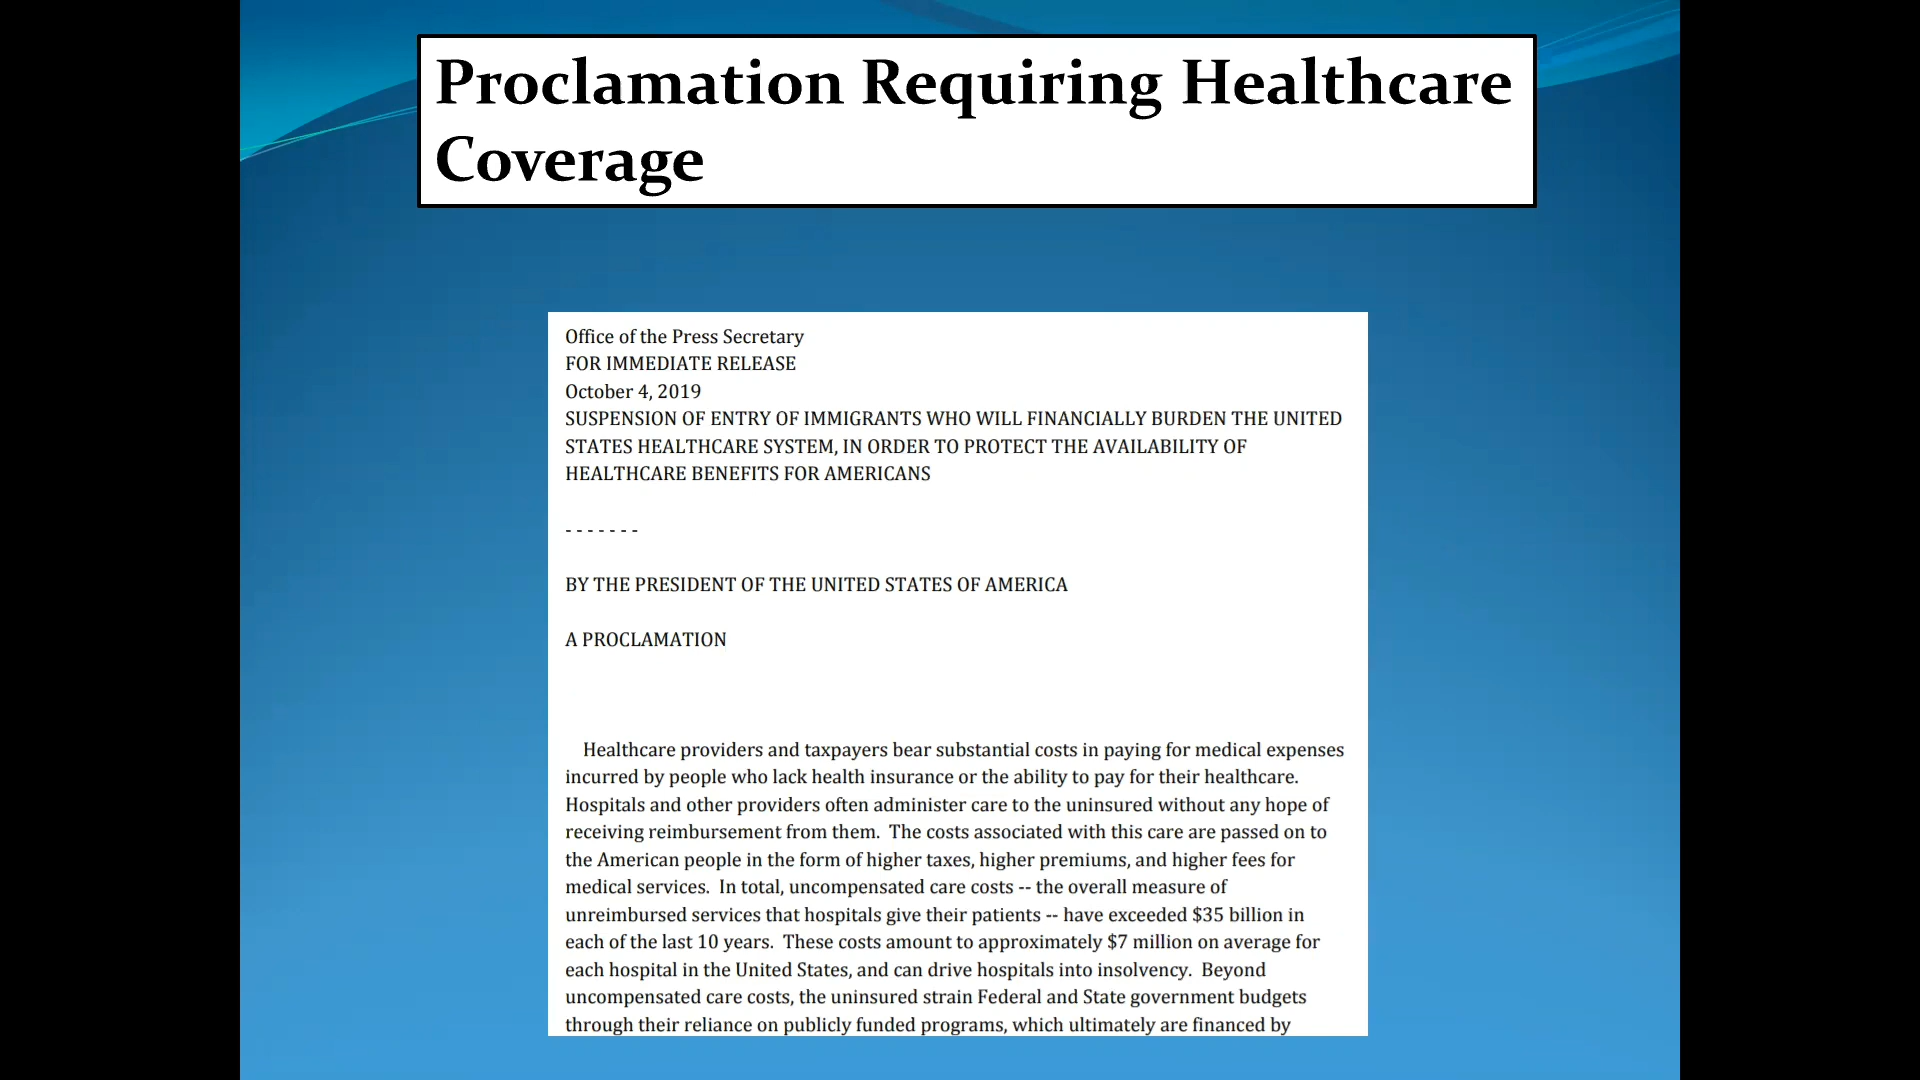 Proclamation Requiring Healthcare
Coverage
Office of the Press Secretary
FOR IMMEDIATE RELEASE
October 4, 2019
SUSPENSION OF ENTRY OF IMMIGRANTS WHO WILL FINANCIALLY BURDEN THE UNITED
STATES HEALTHCARE SYSTEM, IN ORDER TO PROTECT THE AVAILABILITY OF
HEALTHCARE BENEFITS FOR AMERICANS
- - - - - - -
BY THE PRESIDENT OF THE UNITED STATES OF AMERICA
A PROCLAMATION
Healthcare providers and taxpayers bear substantial costs in paying for medical expenses
incurred by people who lack health insurance or the ability to pay for their healthcare.
Hospitals and other providers often administer care to the uninsured without any hope of
receiving reimbursement from them.  The costs associated with this care are passed on to
the American people in the form of higher taxes, higher premiums, and higher fees for
medical services.  In total, uncompensated care costs -- the overall measure of
unreimbursed services that hospitals give their patients -- have exceeded $35 billion in
each of the last 10 years.  These costs amount to approximately $7 million on average for
each hospital in the United States, and can drive hospitals into insolvency.  Beyond
uncompensated care costs, the uninsured strain Federal and State government budgets
through their reliance on publicly funded programs, which ultimately are financed by